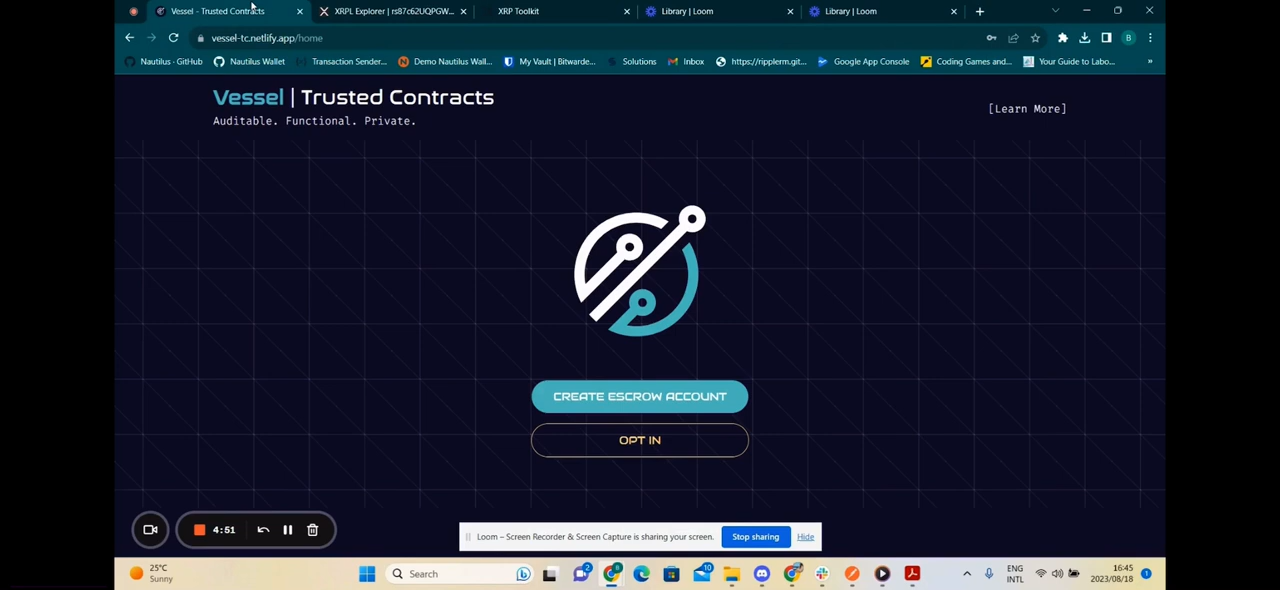 Vessel - Trusted Contracts
XRPL Explorer | rs87c62UQPGW...
XRP Toolkit
Library | Loom
Library | Loom
vessel-tc.netlify.app/home
B
Nautilus · GitHub
Nautilus Wallet
Transaction Sender...
Demo Nautilus Wall...
My Vault | Bitwarde...
Solutions
Inbox
https://ripplerm.git...
Google App Console
Coding Games and...
Your Guide to Labo...
»
Vessel | Trusted Contracts
Auditable. Functional. Private.
[Learn More]
CREATE ESCROW ACCOUNT
OPT IN
4:51
Loom – Screen Recorder & Screen Capture is sharing your screen.
Stop sharing
Hide
25°C
Sunny
Search
2
8
10
ENG
INTL
16:45
2023/08/18
1